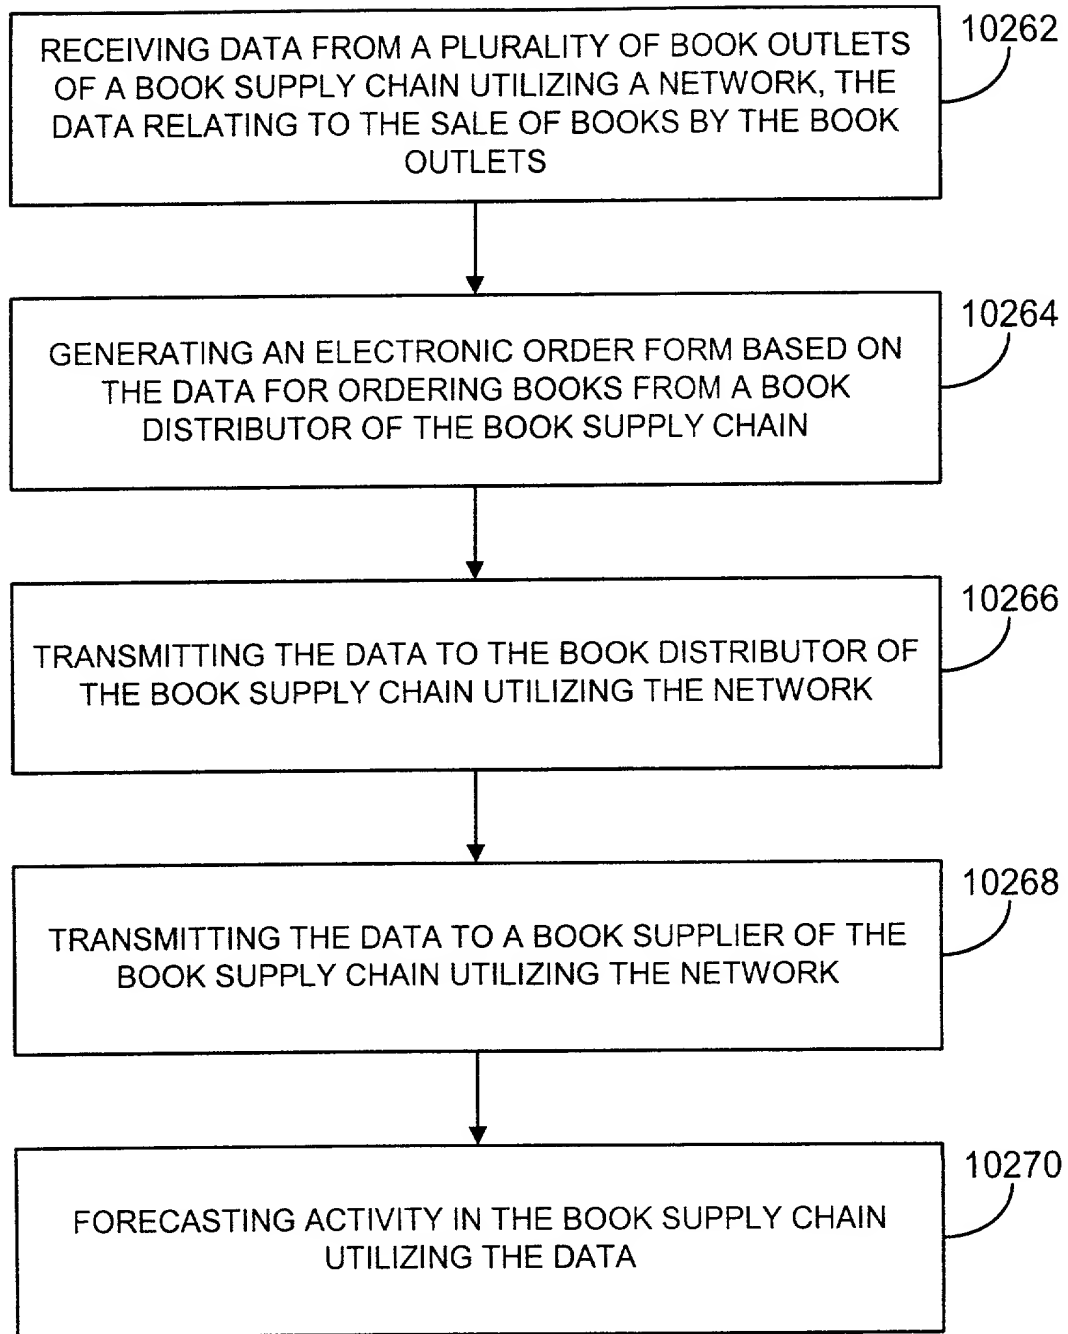 10262
RECEIVING DATA FROM A PLURALITY OF BOOK OUTLETS
OF A BOOK SUPPLY CHAIN UTILIZING A NETWORK, THE
DATA RELATING TO THE SALE OF BOOKS BY THE BOOK
OUTLETS
10264
GENERATING AN ELECTRONIC ORDER FORM BASED ON
THE DATA FOR ORDERING BOOKS FROM A BOOK
DISTRIBUTOR OF THE BOOK SUPPLY CHAIN
10266
TRANSMITTING THE DATA TO THE BOOK DISTRIBUTOR OF
THE BOOK SUPPLY CHAIN UTILIZING THE NETWORK
10268
TRANSMITTING THE DATA TO A BOOK SUPPLIER OF THE
BOOK SUPPLY CHAIN UTILIZING THE NETWORK
10270
FORECASTING ACTIVITY IN THE BOOK SUPPLY CHAIN
UTILIZING THE DATA